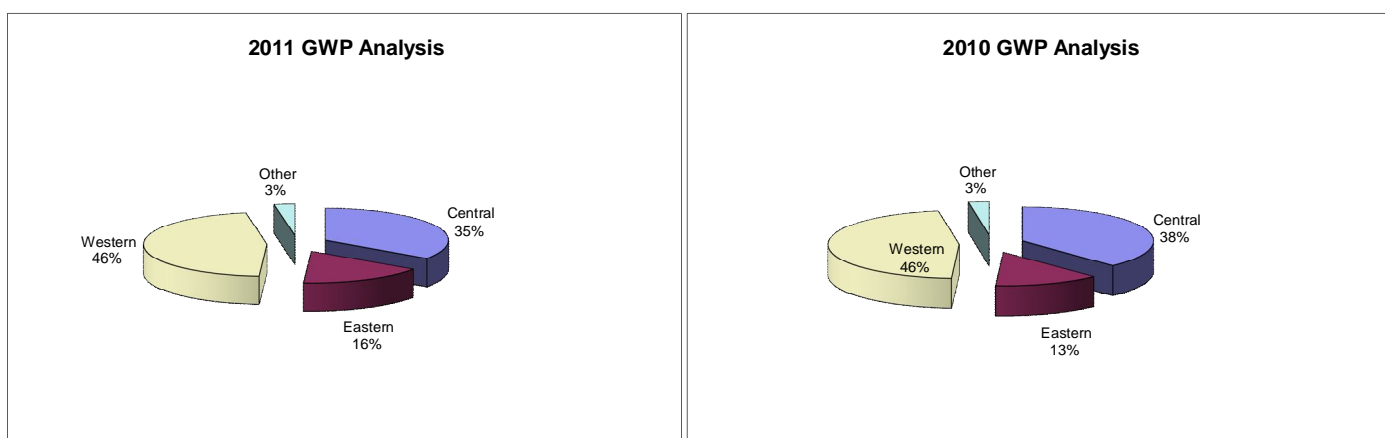 2011 GWP Analysis
Other
3%
Central
35%
Western
46%
Eastern
16%
2010 GWP Analysis
Other
3%
Central
38%
Western
46%
Eastern
13%